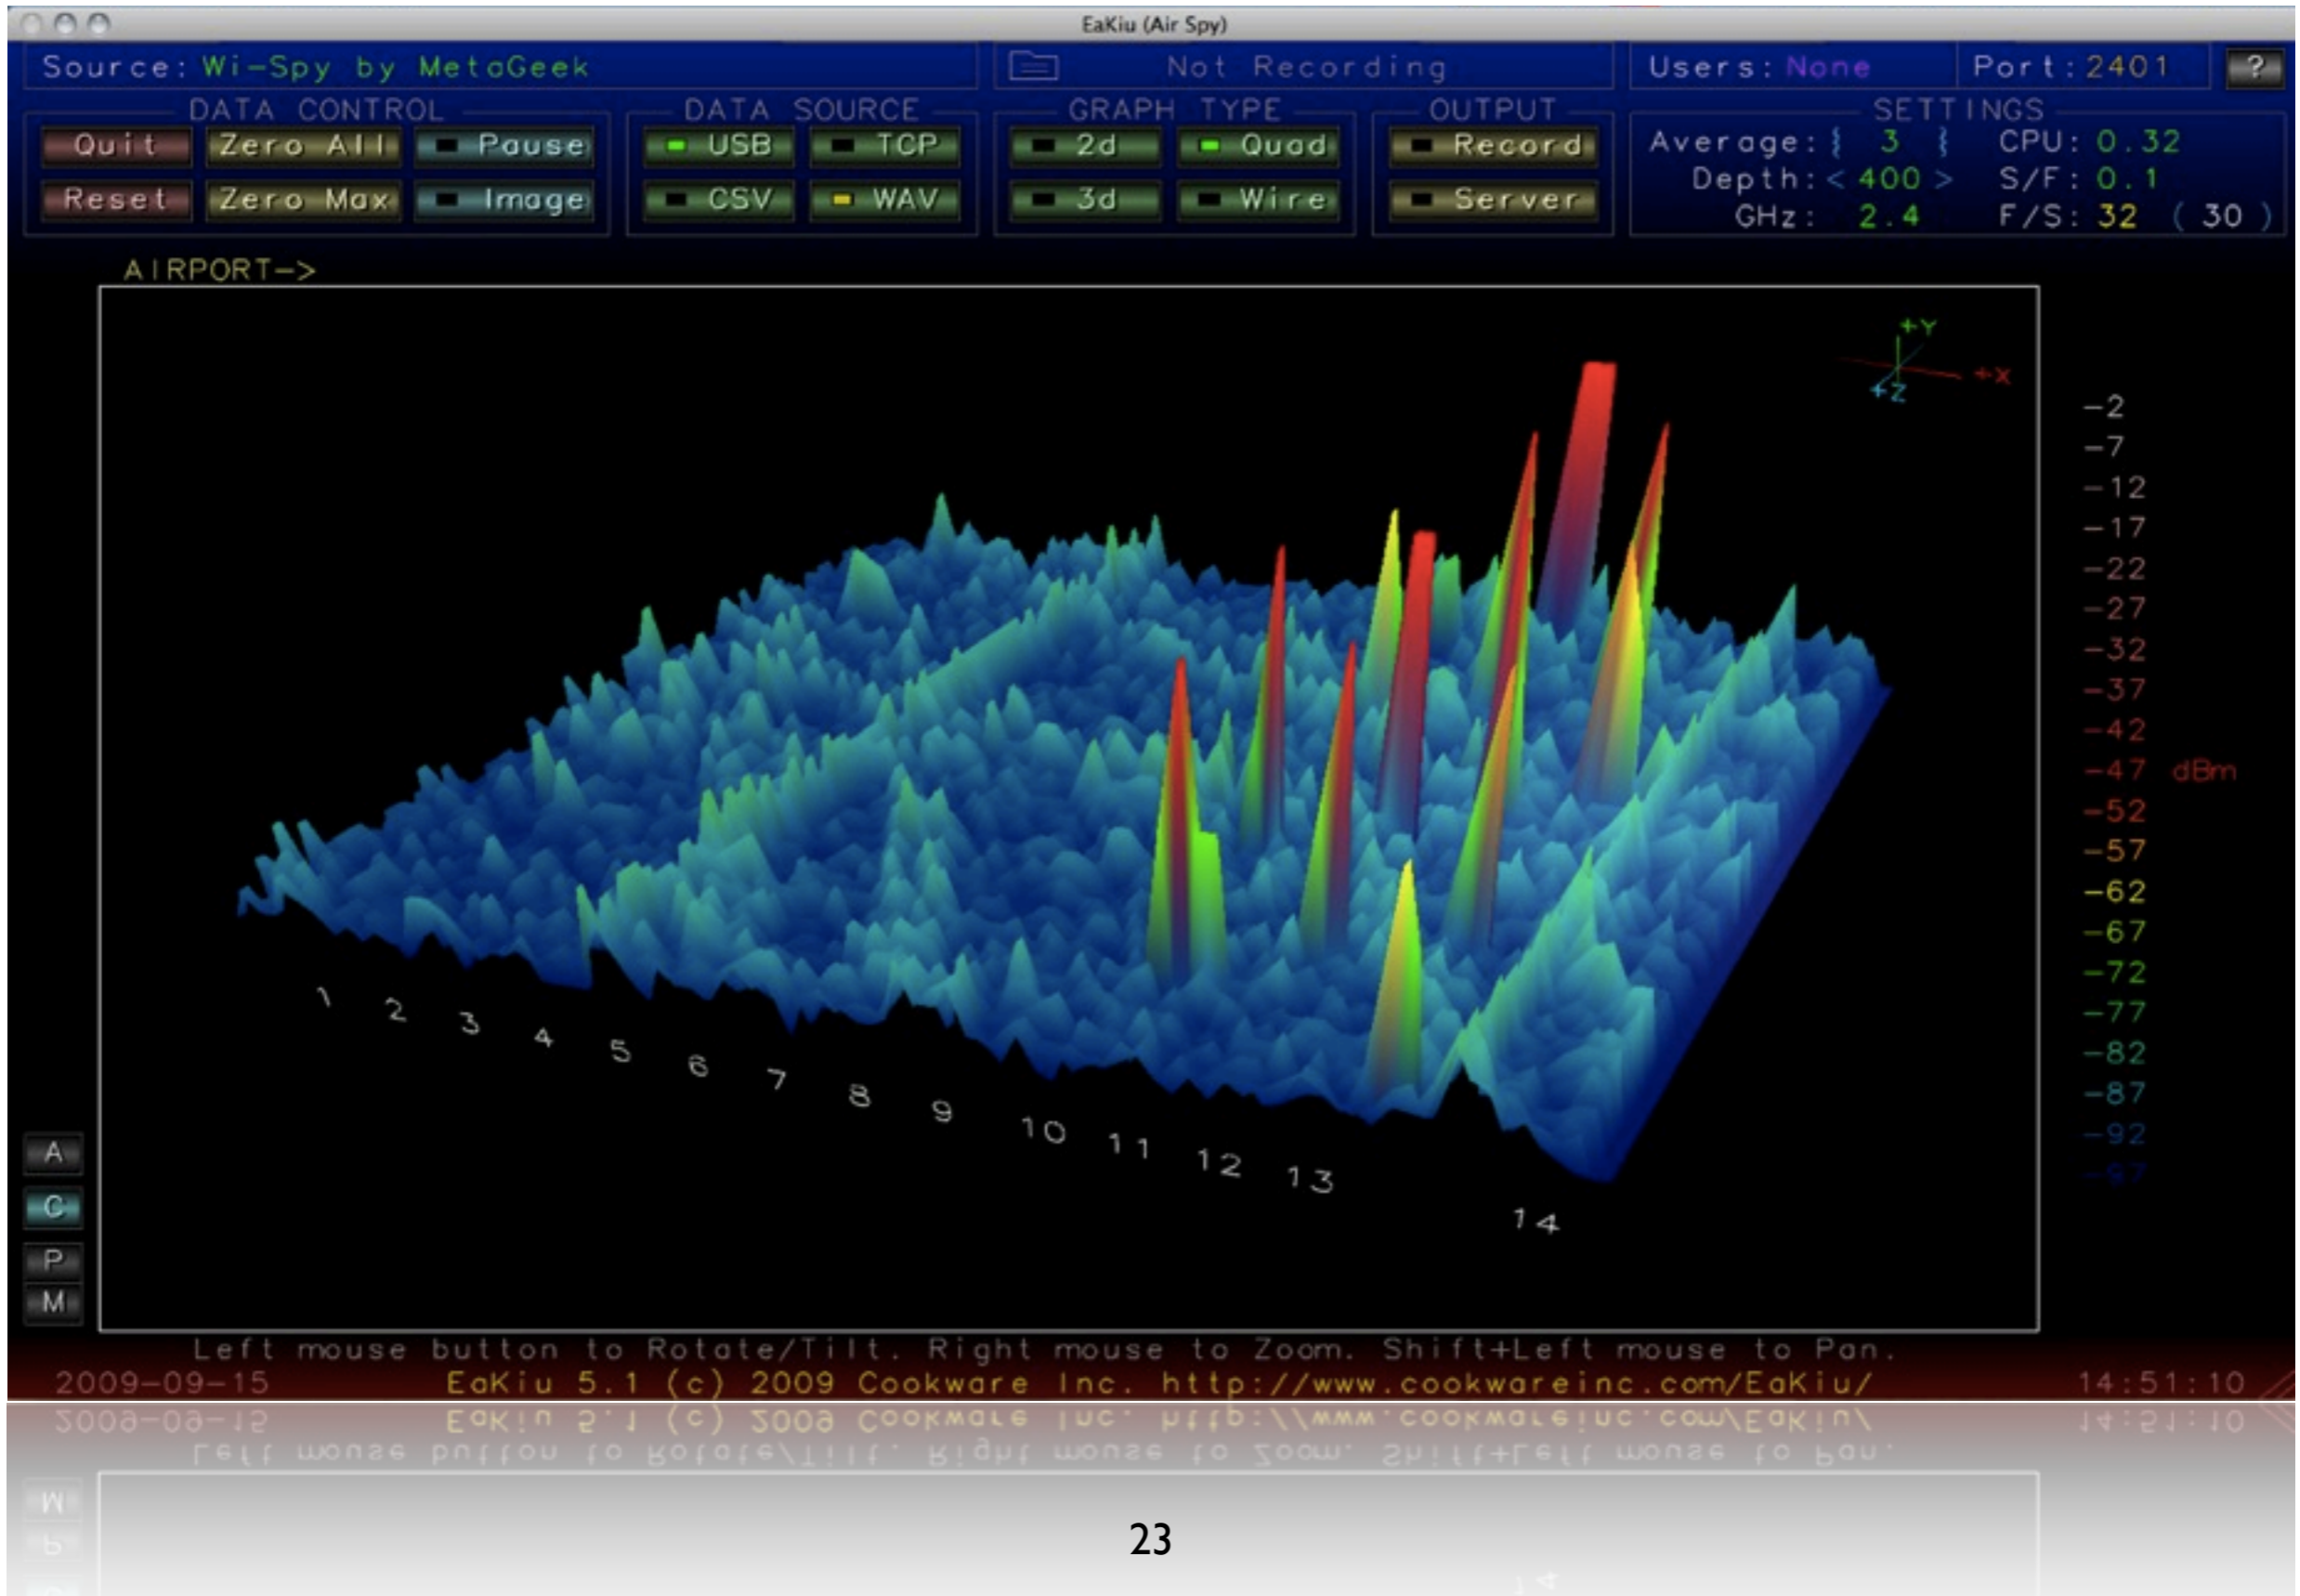 EaKiu (Air Spy)
Source: Wi-Spy by MetaGeek Not Recording Users: None Port: 2401 ?
DATA CONTROL DATA SOURCE GRAPH TYPE OUTPUT SETTINGS
Quit Zero All Pause USB TCP 2d Quad Record Average: { 3 } CPU: 0.32
Depth: < 400 > S/F: 0.1
Reset Zero Max Image CSV WAV 3d Wire Server GHz: 2.4 F/S: 32 ( 30 )
AIRPORT->
+Y
+X
+Z
-2
-7
-12
-17
-22
-27
-32
-37
-42
-47 dBm
-52
-57
-62
-67
-72
-77
-82
-87
-92
-97
1 2 3 4 5 6 7 8 9 10 11 12 13 14
A
C
P
M
Left mouse button to Rotate/Tilt. Right mouse to Zoom. Shift+Left mouse to Pan.
2009-09-15 EaKiu 5.1 (c) 2009 Cookware Inc. http://www.cookwareinc.com/EaKiu/ 14:51:10
23